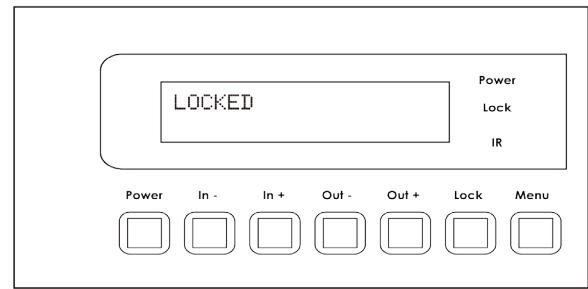 Power
LOCKED
Lock
IR
Power In - In + Out - Out + Lock Menu